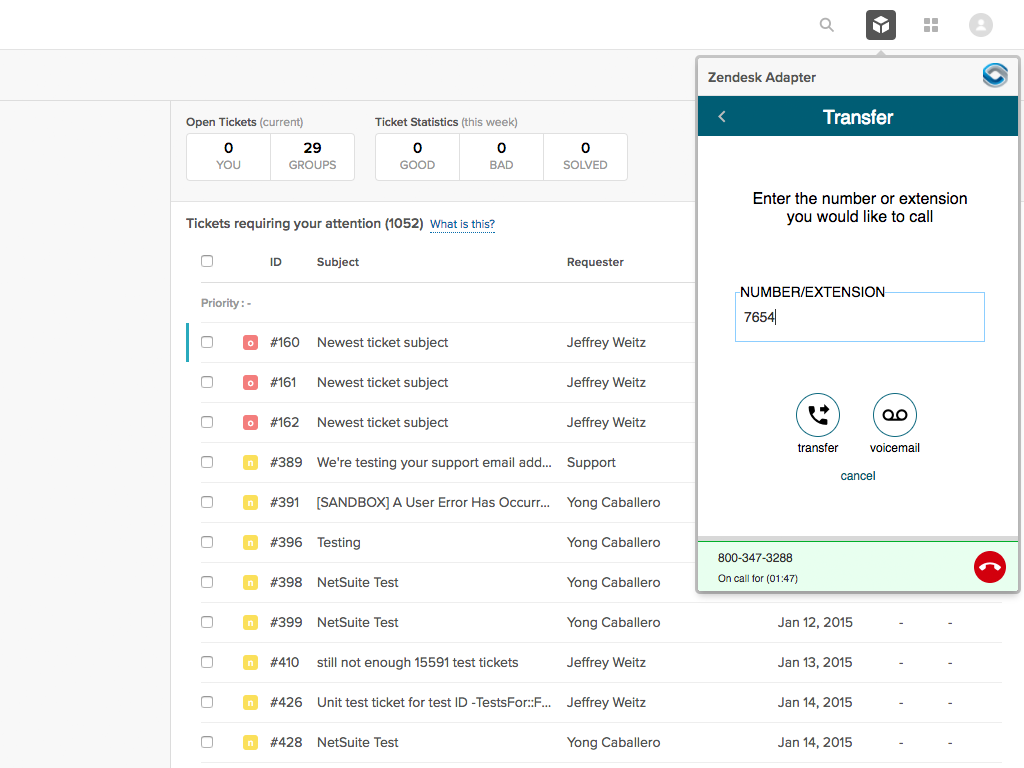 Zendesk Adapter
Transfer
Enter the number or extension
you would like to call
NUMBER/EXTENSION
7654
transfer
voicemail
cancel
800-347-3288
On call for (01:47)
Open Tickets (current)
0
YOU
29
GROUPS
Ticket Statistics (this week)
0
GOOD
0
BAD
0
SOLVED
Tickets requiring your attention (1052) What is this?
ID Subject Requester
Priority : -
o #160 Newest ticket subject Jeffrey Weitz
o #161 Newest ticket subject Jeffrey Weitz
o #162 Newest ticket subject Jeffrey Weitz
n #389 We're testing your support email add... Support
n #391 [SANDBOX] A User Error Has Occurr... Yong Caballero
n #396 Testing Yong Caballero
n #398 NetSuite Test Yong Caballero
n #399 NetSuite Test Yong Caballero Jan 12, 2015 - -
n #410 still not enough 15591 test tickets Jeffrey Weitz Jan 13, 2015 - -
n #426 Unit test ticket for test ID -TestsFor::F... Jeffrey Weitz Jan 14, 2015 - -
n #428 NetSuite Test Yong Caballero Jan 14, 2015 - -